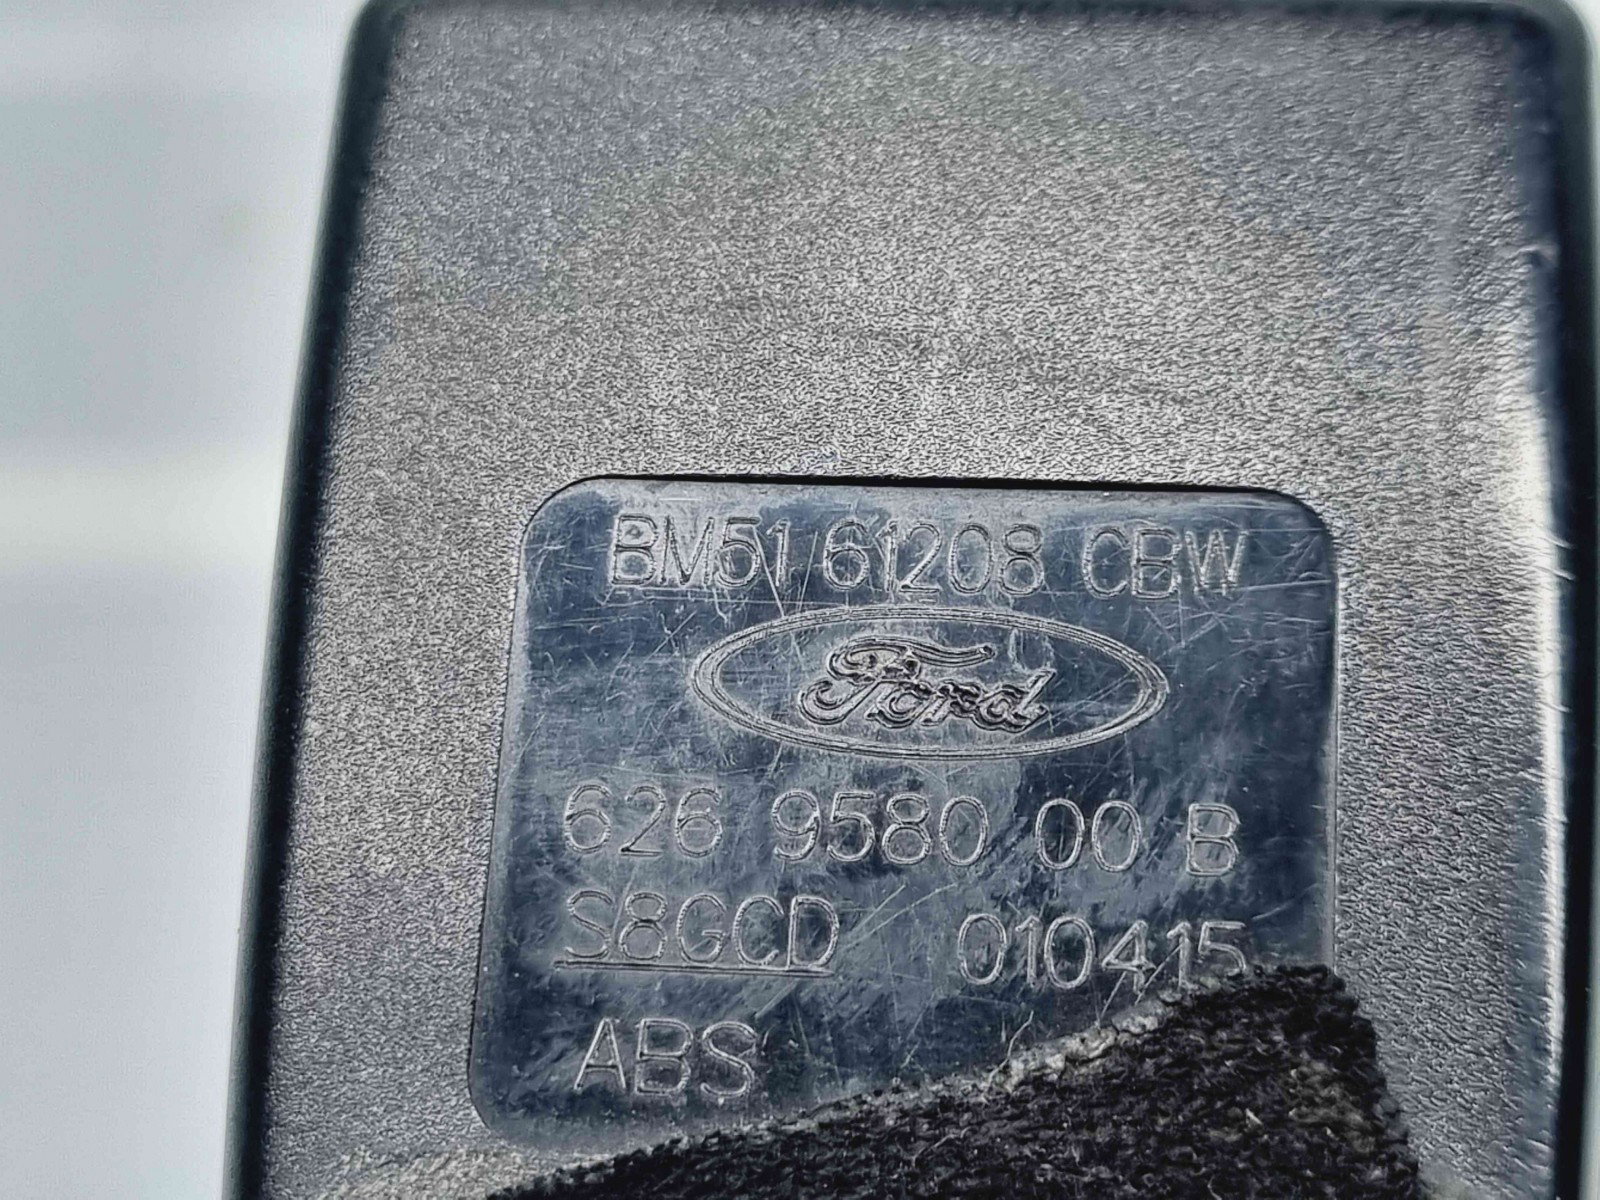 BM51 61208 CBW
Ford
626 9580 00 B
S8GCD 010415
ABS